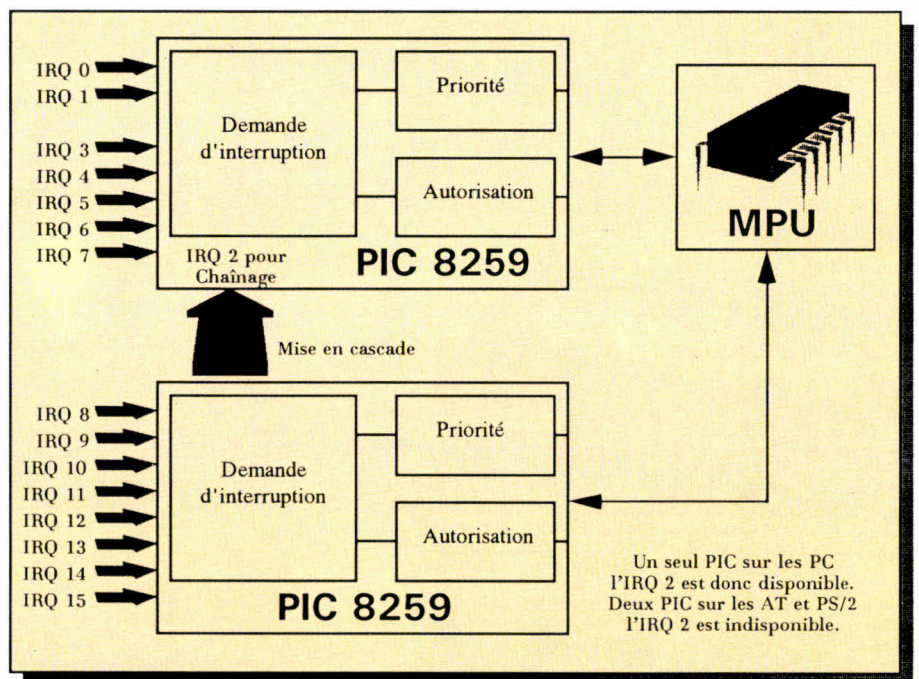 IRQ 0
IRQ 1
IRQ 3
IRQ 4
IRQ 5
IRQ 6
IRQ 7
Demande
d'interruption
Priorité
Autorisation
IRQ 2 pour
Chaînage
PIC 8259
MPU
Mise en cascade
IRQ 8
IRQ 9
IRQ 10
IRQ 11
IRQ 12
IRQ 13
IRQ 14
IRQ 15
Demande
d'interruption
Priorité
Autorisation
PIC 8259
Un seul PIC sur les PC
l'IRQ 2 est donc disponible.
Deux PIC sur les AT et PS/2
l'IRQ 2 est indisponible.